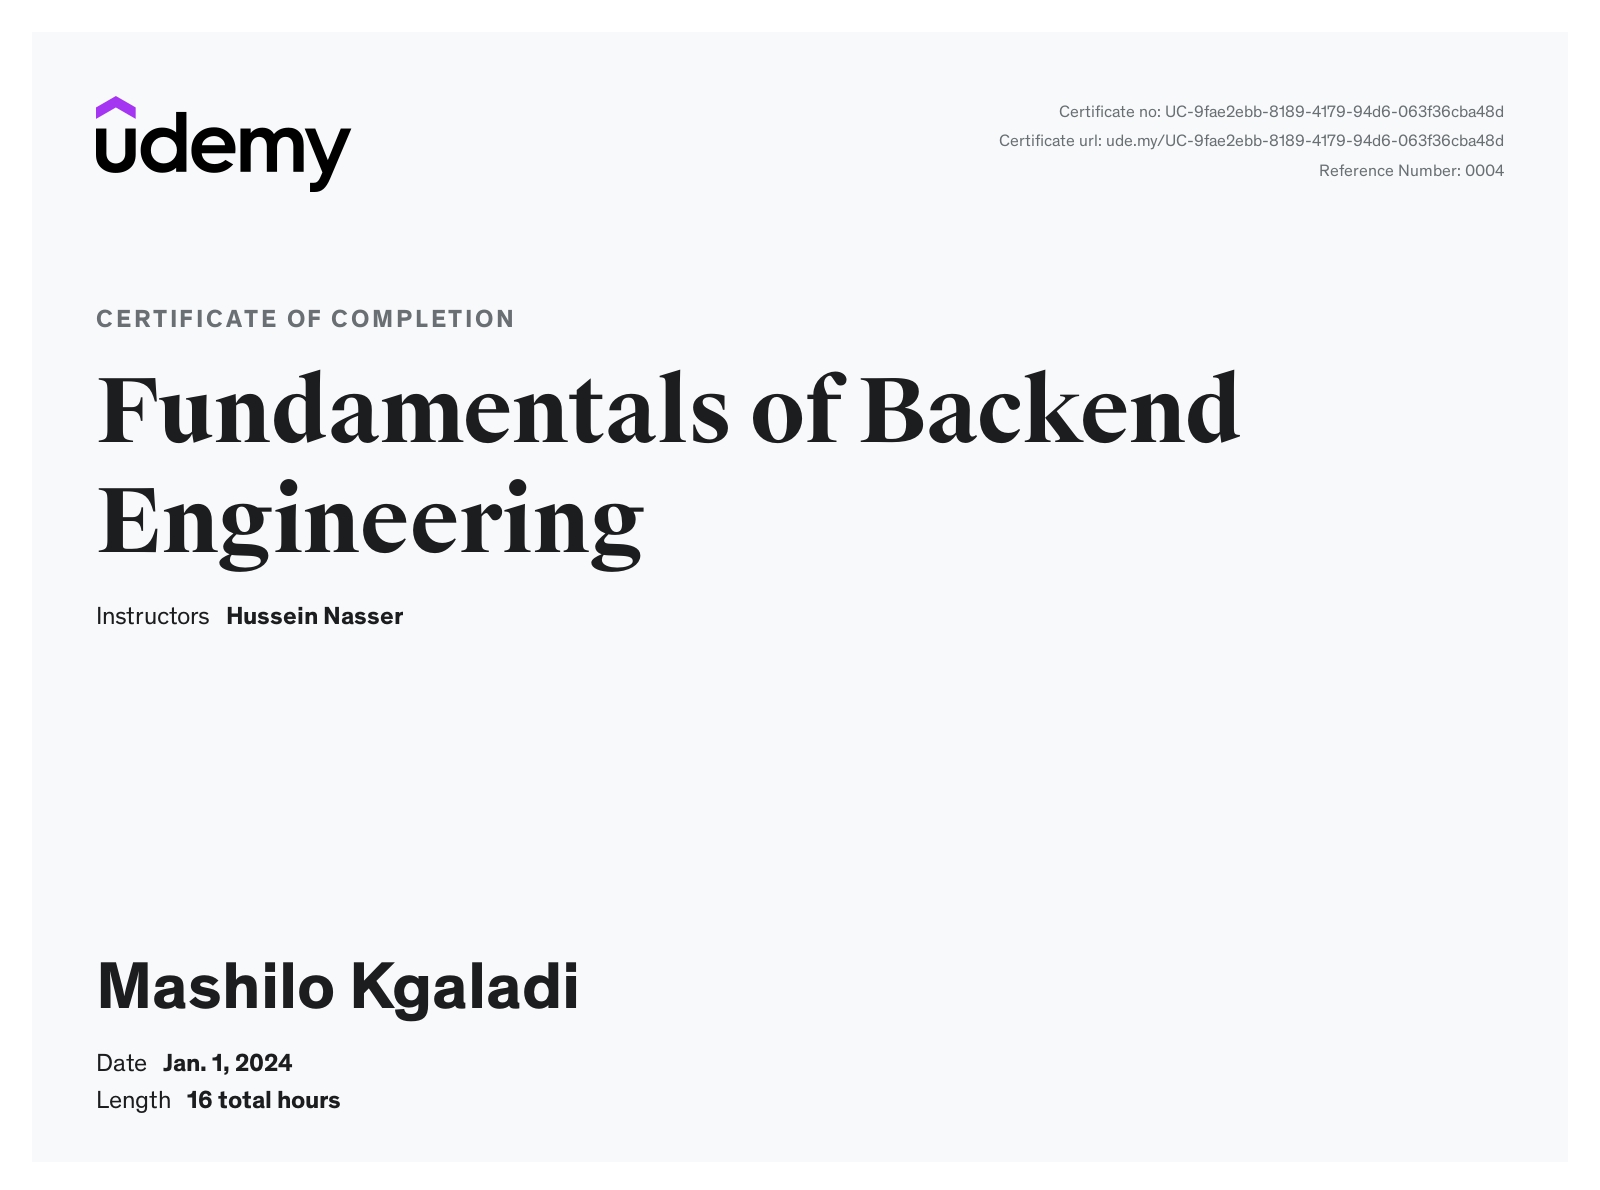 udemy
Certificate no: UC-9fae2ebb-8189-4179-94d6-063f36cba48d
Certificate url: ude.my/UC-9fae2ebb-8189-4179-94d6-063f36cba48d
Reference Number: 0004
CERTIFICATE OF COMPLETION
Fundamentals of Backend
Engineering
Instructors Hussein Nasser
Mashilo Kgaladi
Date Jan. 1, 2024
Length 16 total hours